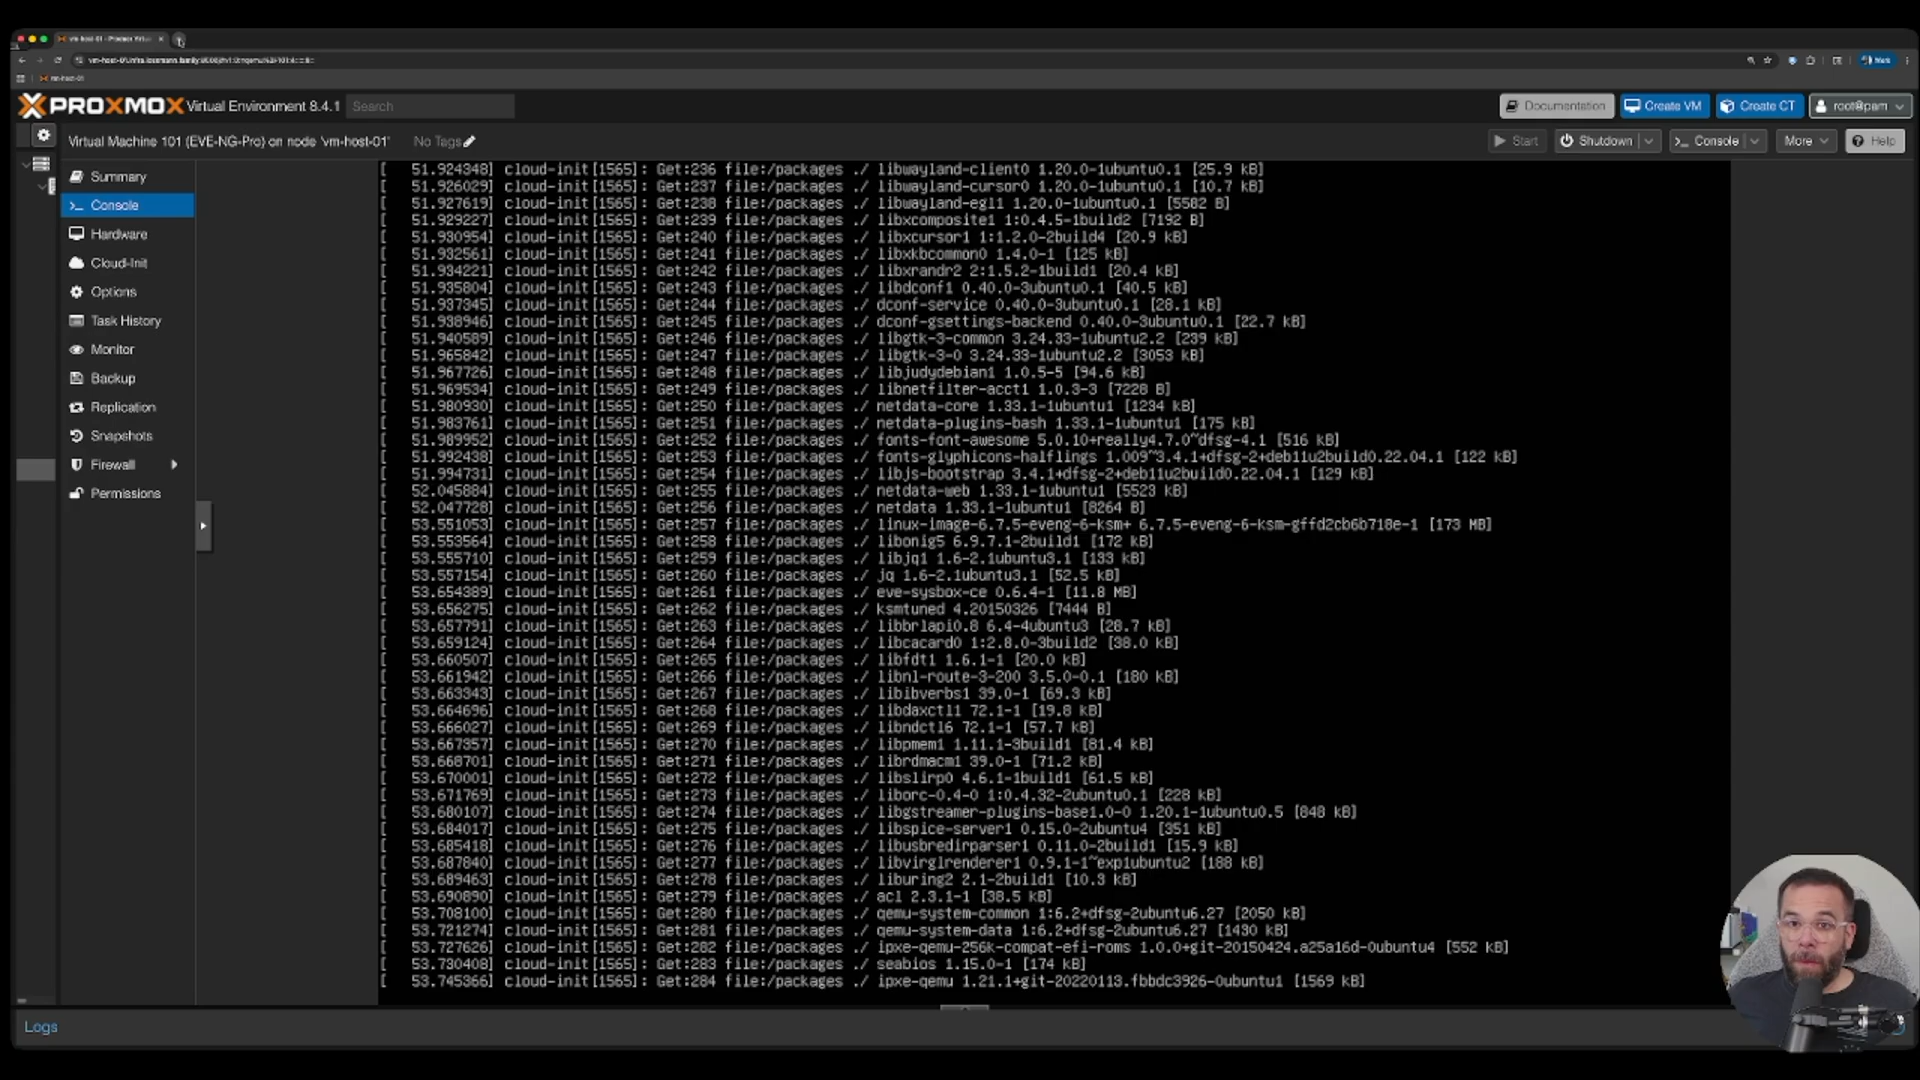 vm-host-01 - Proxmox Virtu
vm-host-01
PROXMOX Virtual Environment 8.4.1 Search
Documentation Create VM Create CT root@pam
Virtual Machine 101 (EVE-NG-Pro) on node 'vm-host-01' No Tags
Start Shutdown Console More Help
Summary
Console
Hardware
Cloud-Init
Options
Task History
Monitor
Backup
Replication
Snapshots
Firewall
Permissions
[ 51.924348] cloud-init[1565]: Get:236 file:/packages ./ libwayland-client0 1.20.0-1ubuntu0.1 [25.9 kB]
[ 51.926029] cloud-init[1565]: Get:237 file:/packages ./ libwayland-cursor0 1.20.0-1ubuntu0.1 [10.7 kB]
[ 51.927619] cloud-init[1565]: Get:238 file:/packages ./ libwayland-egl1 1.20.0-1ubuntu0.1 [5582 B]
[ 51.929227] cloud-init[1565]: Get:239 file:/packages ./ libxcomposite1 1:0.4.5-1build2 [7192 B]
[ 51.930954] cloud-init[1565]: Get:240 file:/packages ./ libxcursor1 1:1.2.0-2build4 [20.9 kB]
[ 51.932561] cloud-init[1565]: Get:241 file:/packages ./ libxkbcommon0 1.4.0-1 [125 kB]
[ 51.934221] cloud-init[1565]: Get:242 file:/packages ./ libxrandr2 2:1.5.2-1build1 [20.4 kB]
[ 51.935804] cloud-init[1565]: Get:243 file:/packages ./ libdconf1 0.40.0-3ubuntu0.1 [40.5 kB]
[ 51.937345] cloud-init[1565]: Get:244 file:/packages ./ dconf-service 0.40.0-3ubuntu0.1 [28.1 kB]
[ 51.938946] cloud-init[1565]: Get:245 file:/packages ./ dconf-gsettings-backend 0.40.0-3ubuntu0.1 [22.7 kB]
[ 51.940589] cloud-init[1565]: Get:246 file:/packages ./ libgtk-3-common 3.24.33-1ubuntu2.2 [239 kB]
[ 51.965842] cloud-init[1565]: Get:247 file:/packages ./ libgtk-3-0 3.24.33-1ubuntu2.2 [3053 kB]
[ 51.967726] cloud-init[1565]: Get:248 file:/packages ./ libjudydebian1 1.0.5-5 [94.6 kB]
[ 51.969534] cloud-init[1565]: Get:249 file:/packages ./ libnetfilter-acct1 1.0.3-3 [7228 B]
[ 51.980930] cloud-init[1565]: Get:250 file:/packages ./ netdata-core 1.33.1-1ubuntu1 [1234 kB]
[ 51.983761] cloud-init[1565]: Get:251 file:/packages ./ netdata-plugins-bash 1.33.1-1ubuntu1 [175 kB]
[ 51.989952] cloud-init[1565]: Get:252 file:/packages ./ fonts-font-awesome 5.0.10+really4.7.0~dfsg-4.1 [516 kB]
[ 51.992438] cloud-init[1565]: Get:253 file:/packages ./ fonts-glyphicons-halflings 1.009~3.4.1+dfsg-2+deb11u2build0.22.04.1 [122 kB]
[ 51.994731] cloud-init[1565]: Get:254 file:/packages ./ libjs-bootstrap 3.4.1+dfsg-2+deb11u2build0.22.04.1 [129 kB]
[ 52.045884] cloud-init[1565]: Get:255 file:/packages ./ netdata-web 1.33.1-1ubuntu1 [5523 kB]
[ 52.047728] cloud-init[1565]: Get:256 file:/packages ./ netdata 1.33.1-1ubuntu1 [8264 B]
[ 53.551053] cloud-init[1565]: Get:257 file:/packages ./ linux-image-6.7.5-eveng-6-ksm+ 6.7.5-eveng-6-ksm-gffd2cb6b718e-1 [173 MB]
[ 53.553564] cloud-init[1565]: Get:258 file:/packages ./ libonig5 6.9.7.1-2build1 [172 kB]
[ 53.555710] cloud-init[1565]: Get:259 file:/packages ./ libjq1 1.6-2.1ubuntu3.1 [133 kB]
[ 53.557154] cloud-init[1565]: Get:260 file:/packages ./ jq 1.6-2.1ubuntu3.1 [52.5 kB]
[ 53.654389] cloud-init[1565]: Get:261 file:/packages ./ eve-sysbox-ce 0.6.4-1 [11.8 MB]
[ 53.656275] cloud-init[1565]: Get:262 file:/packages ./ ksmtuned 4.20150326 [7444 B]
[ 53.657791] cloud-init[1565]: Get:263 file:/packages ./ libbrlapi0.8 6.4-4ubuntu3 [28.7 kB]
[ 53.659124] cloud-init[1565]: Get:264 file:/packages ./ libcacard0 1:2.8.0-3build2 [38.0 kB]
[ 53.660507] cloud-init[1565]: Get:265 file:/packages ./ libfdt1 1.6.1-1 [20.0 kB]
[ 53.661942] cloud-init[1565]: Get:266 file:/packages ./ libnl-route-3-200 3.5.0-0.1 [180 kB]
[ 53.663343] cloud-init[1565]: Get:267 file:/packages ./ libibverbs1 39.0-1 [69.3 kB]
[ 53.664696] cloud-init[1565]: Get:268 file:/packages ./ libdaxctl1 72.1-1 [19.8 kB]
[ 53.666027] cloud-init[1565]: Get:269 file:/packages ./ libndctl6 72.1-1 [57.7 kB]
[ 53.667357] cloud-init[1565]: Get:270 file:/packages ./ libpmem1 1.11.1-3build1 [81.4 kB]
[ 53.668701] cloud-init[1565]: Get:271 file:/packages ./ librdmacm1 39.0-1 [71.2 kB]
[ 53.670001] cloud-init[1565]: Get:272 file:/packages ./ libslirp0 4.6.1-1build1 [61.5 kB]
[ 53.671769] cloud-init[1565]: Get:273 file:/packages ./ liborc-0.4-0 1:0.4.32-2ubuntu0.1 [228 kB]
[ 53.680107] cloud-init[1565]: Get:274 file:/packages ./ libgstreamer-plugins-base1.0-0 1.20.1-1ubuntu0.5 [848 kB]
[ 53.684017] cloud-init[1565]: Get:275 file:/packages ./ libspice-server1 0.15.0-2ubuntu4 [351 kB]
[ 53.685418] cloud-init[1565]: Get:276 file:/packages ./ libusbredirparser1 0.11.0-2build1 [15.9 kB]
[ 53.687840] cloud-init[1565]: Get:277 file:/packages ./ libvirglrenderer1 0.9.1-1~exp1ubuntu2 [188 kB]
[ 53.689463] cloud-init[1565]: Get:278 file:/packages ./ liburing2 2.1-2build1 [10.3 kB]
[ 53.690890] cloud-init[1565]: Get:279 file:/packages ./ acl 2.3.1-1 [38.5 kB]
[ 53.708100] cloud-init[1565]: Get:280 file:/packages ./ qemu-system-common 1:6.2+dfsg-2ubuntu6.27 [2050 kB]
[ 53.721274] cloud-init[1565]: Get:281 file:/packages ./ qemu-system-data 1:6.2+dfsg-2ubuntu6.27 [1430 kB]
[ 53.727626] cloud-init[1565]: Get:282 file:/packages ./ ipxe-qemu-256k-compat-efi-roms 1.0.0+git-20150424.a25a16d-0ubuntu4 [552 kB]
[ 53.730408] cloud-init[1565]: Get:283 file:/packages ./ seabios 1.15.0-1 [174 kB]
[ 53.745366] cloud-init[1565]: Get:284 file:/packages ./ ipxe-qemu 1.21.1+git-20220113.fbbdc3926-0ubuntu1 [1569 kB]
Logs